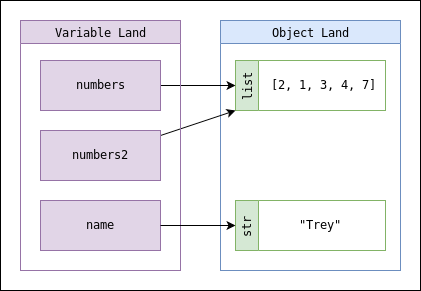 Variable Land
Object Land
numbers
list
[2, 1, 3, 4, 7]
numbers2
name
str
"Trey"